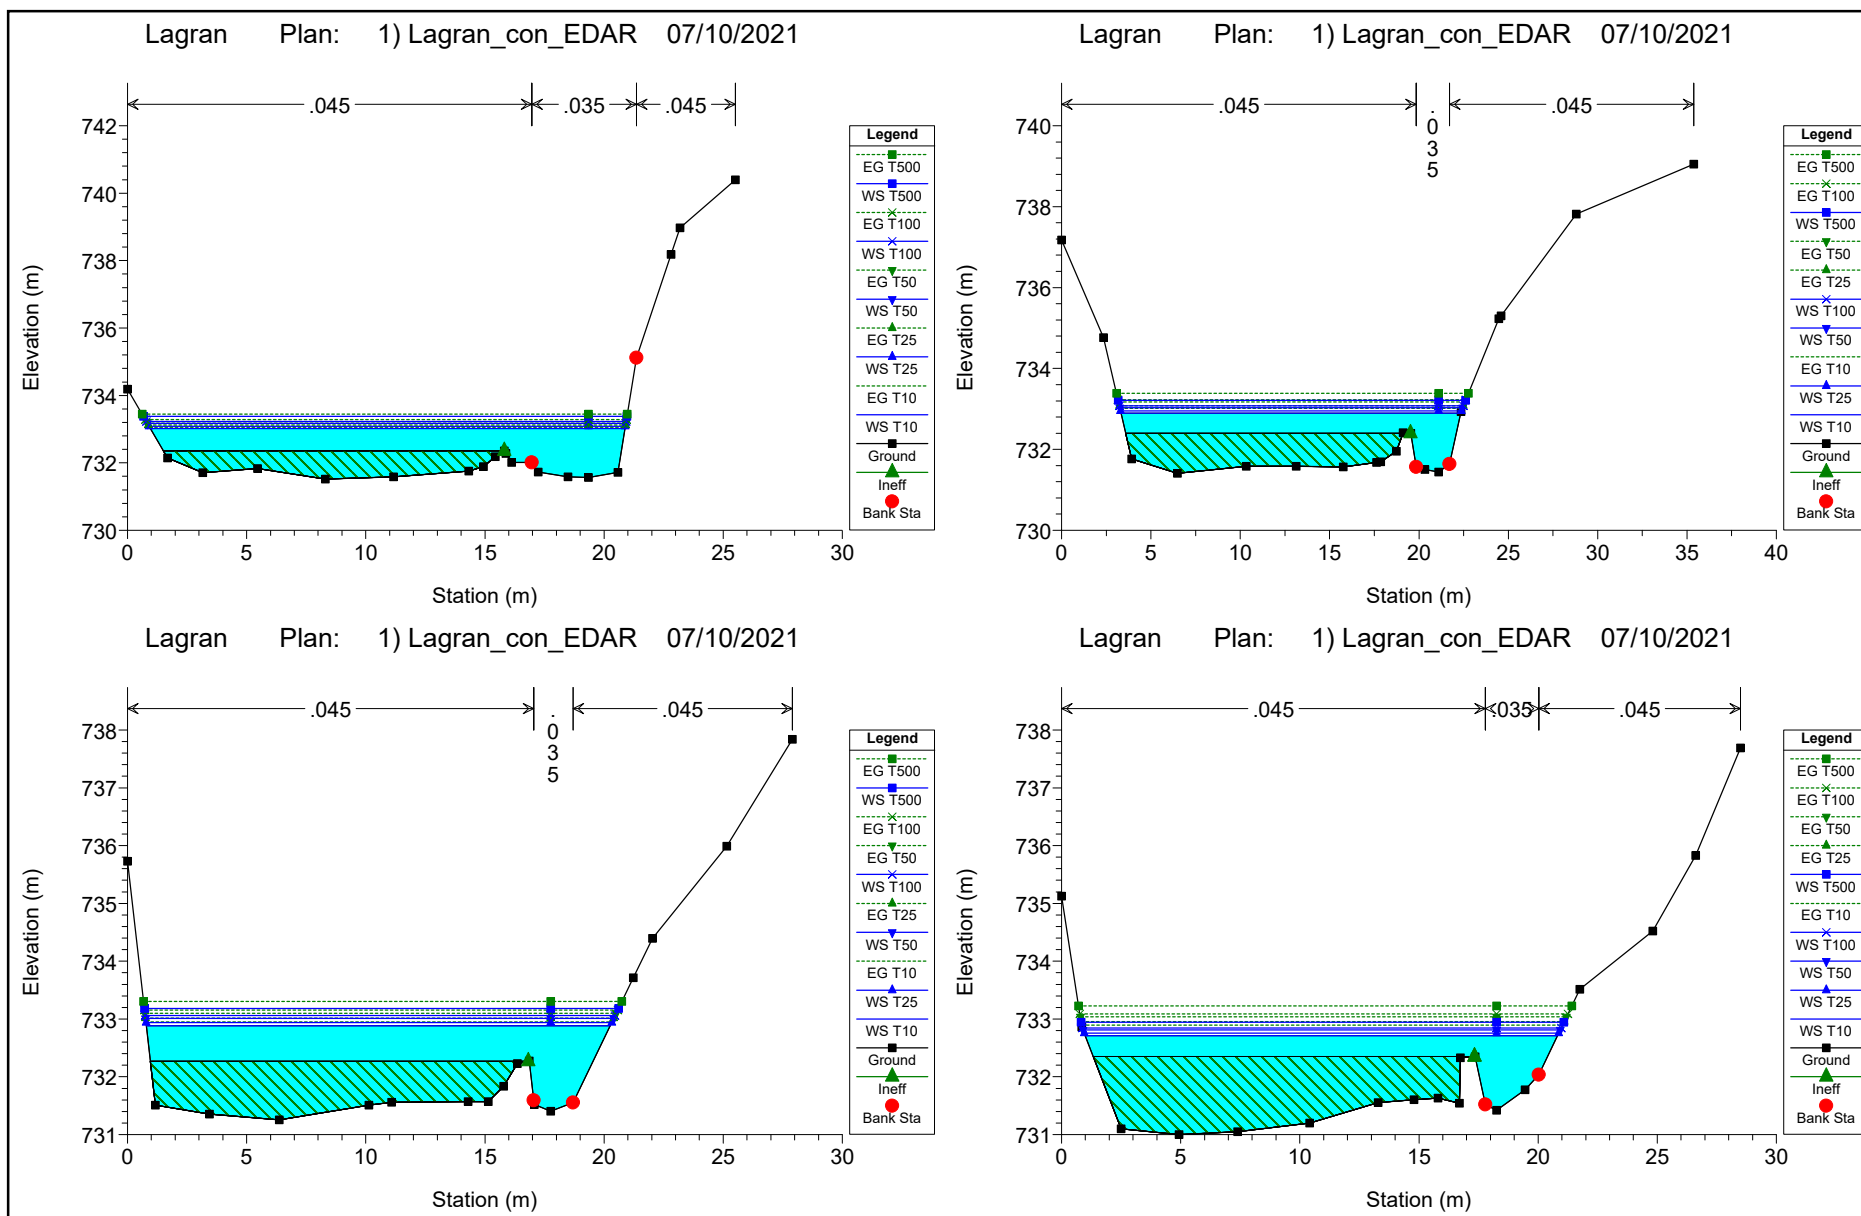 Lagran Plan: 1) Lagran_con_EDAR 07/10/2021
.045 .035 .045
742
740
738
736
734
732
730
0 5 10 15 20 25 30
Station (m)
Elevation (m)
Legend
EG T500
WS T500
EG T100
WS T100
EG T50
WS T50
EG T25
WS T25
EG T10
WS T10
Ground
Ineff
Bank Sta
Lagran Plan: 1) Lagran_con_EDAR 07/10/2021
.045 .035 .045
740
738
736
734
732
730
0 5 10 15 20 25 30 35 40
Station (m)
Elevation (m)
Legend
EG T500
EG T100
WS T500
EG T50
EG T25
WS T100
WS T50
EG T10
WS T25
WS T10
Ground
Ineff
Bank Sta
Lagran Plan: 1) Lagran_con_EDAR 07/10/2021
.045 .035 .045
738
737
736
735
734
733
732
731
0 5 10 15 20 25 30
Station (m)
Elevation (m)
Legend
EG T500
WS T500
EG T100
EG T50
WS T100
EG T25
WS T50
EG T10
WS T25
WS T10
Ground
Ineff
Bank Sta
Lagran Plan: 1) Lagran_con_EDAR 07/10/2021
.045 .035 .045
738
737
736
735
734
733
732
731
0 5 10 15 20 25 30
Station (m)
Elevation (m)
Legend
EG T500
EG T100
EG T50
EG T25
WS T500
EG T10
WS T100
WS T50
WS T25
WS T10
Ground
Ineff
Bank Sta